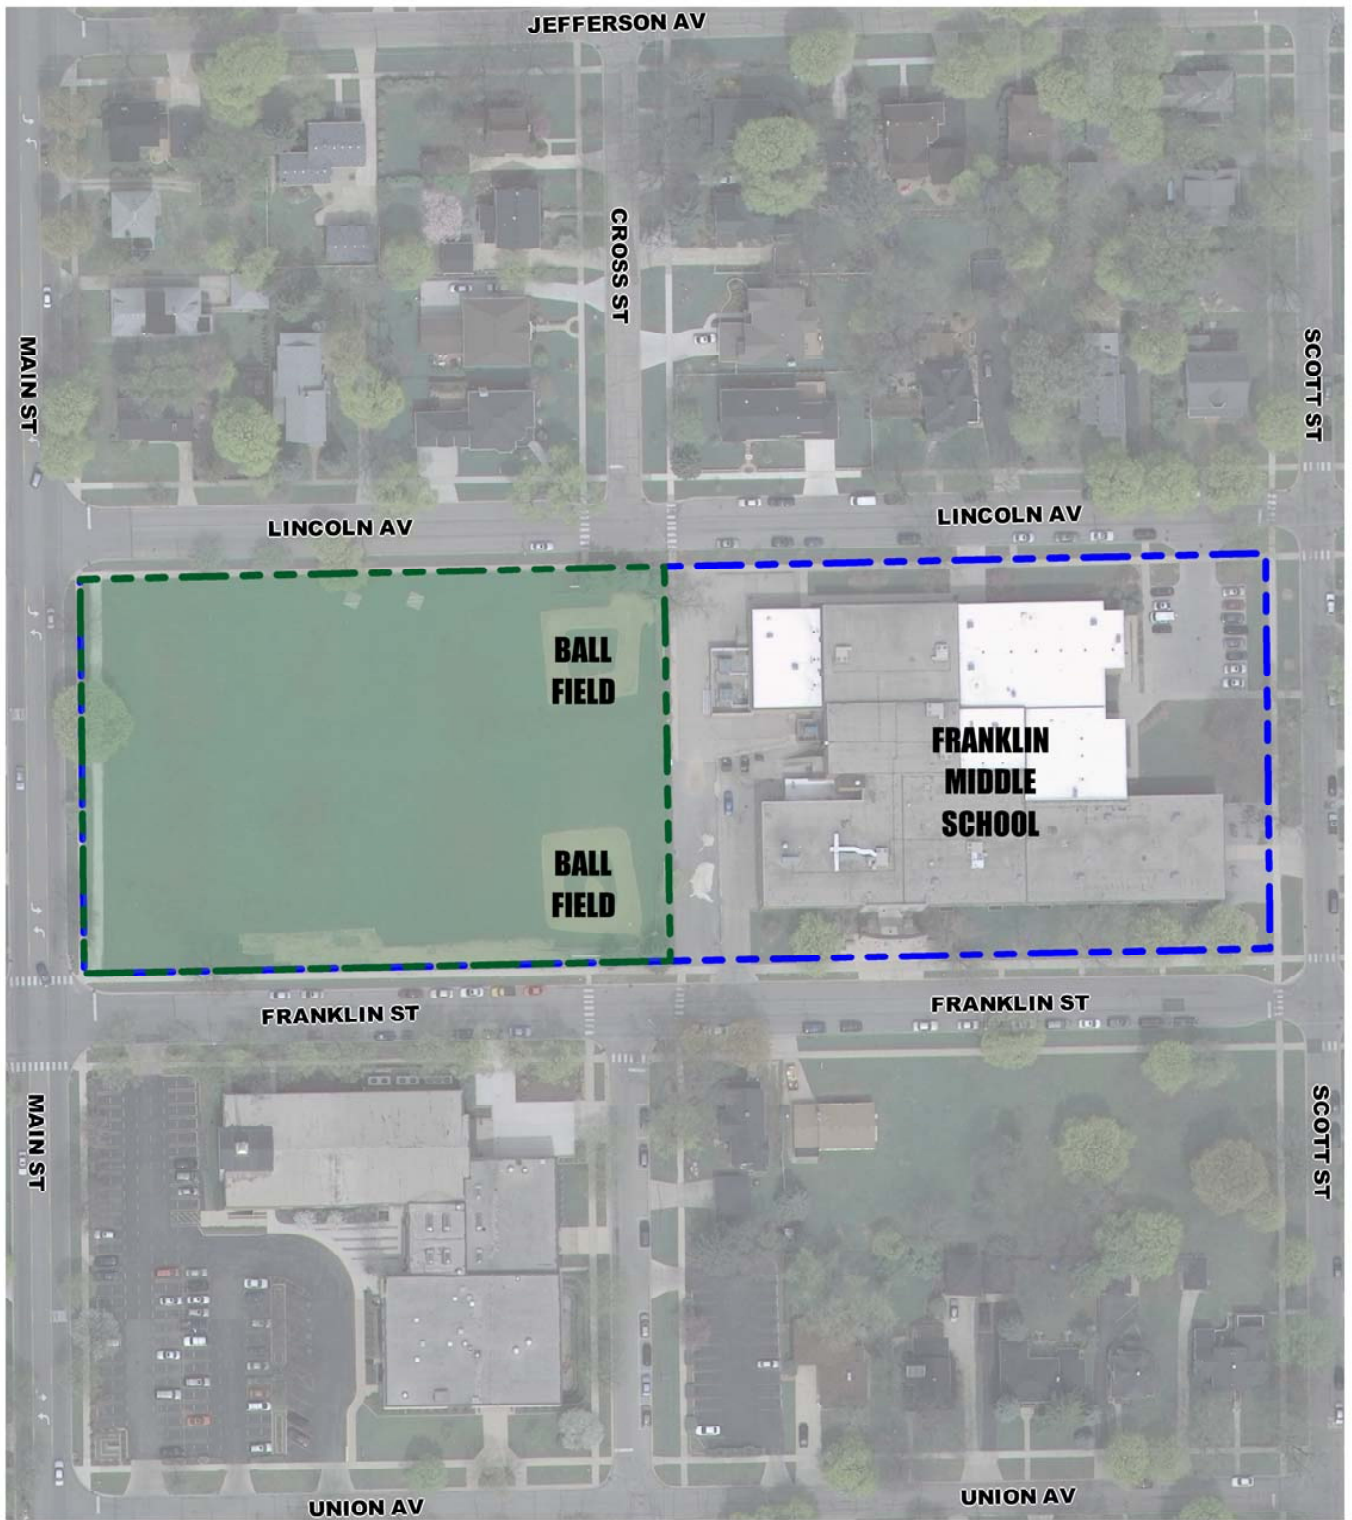 JEFFERSON AV
CROSS ST
MAIN ST
SCOTT ST
LINCOLN AV
LINCOLN AV
BALL
FIELD
FRANKLIN
MIDDLE
SCHOOL
BALL
FIELD
FRANKLIN ST
FRANKLIN ST
MAIN ST
SCOTT ST
UNION AV
UNION AV